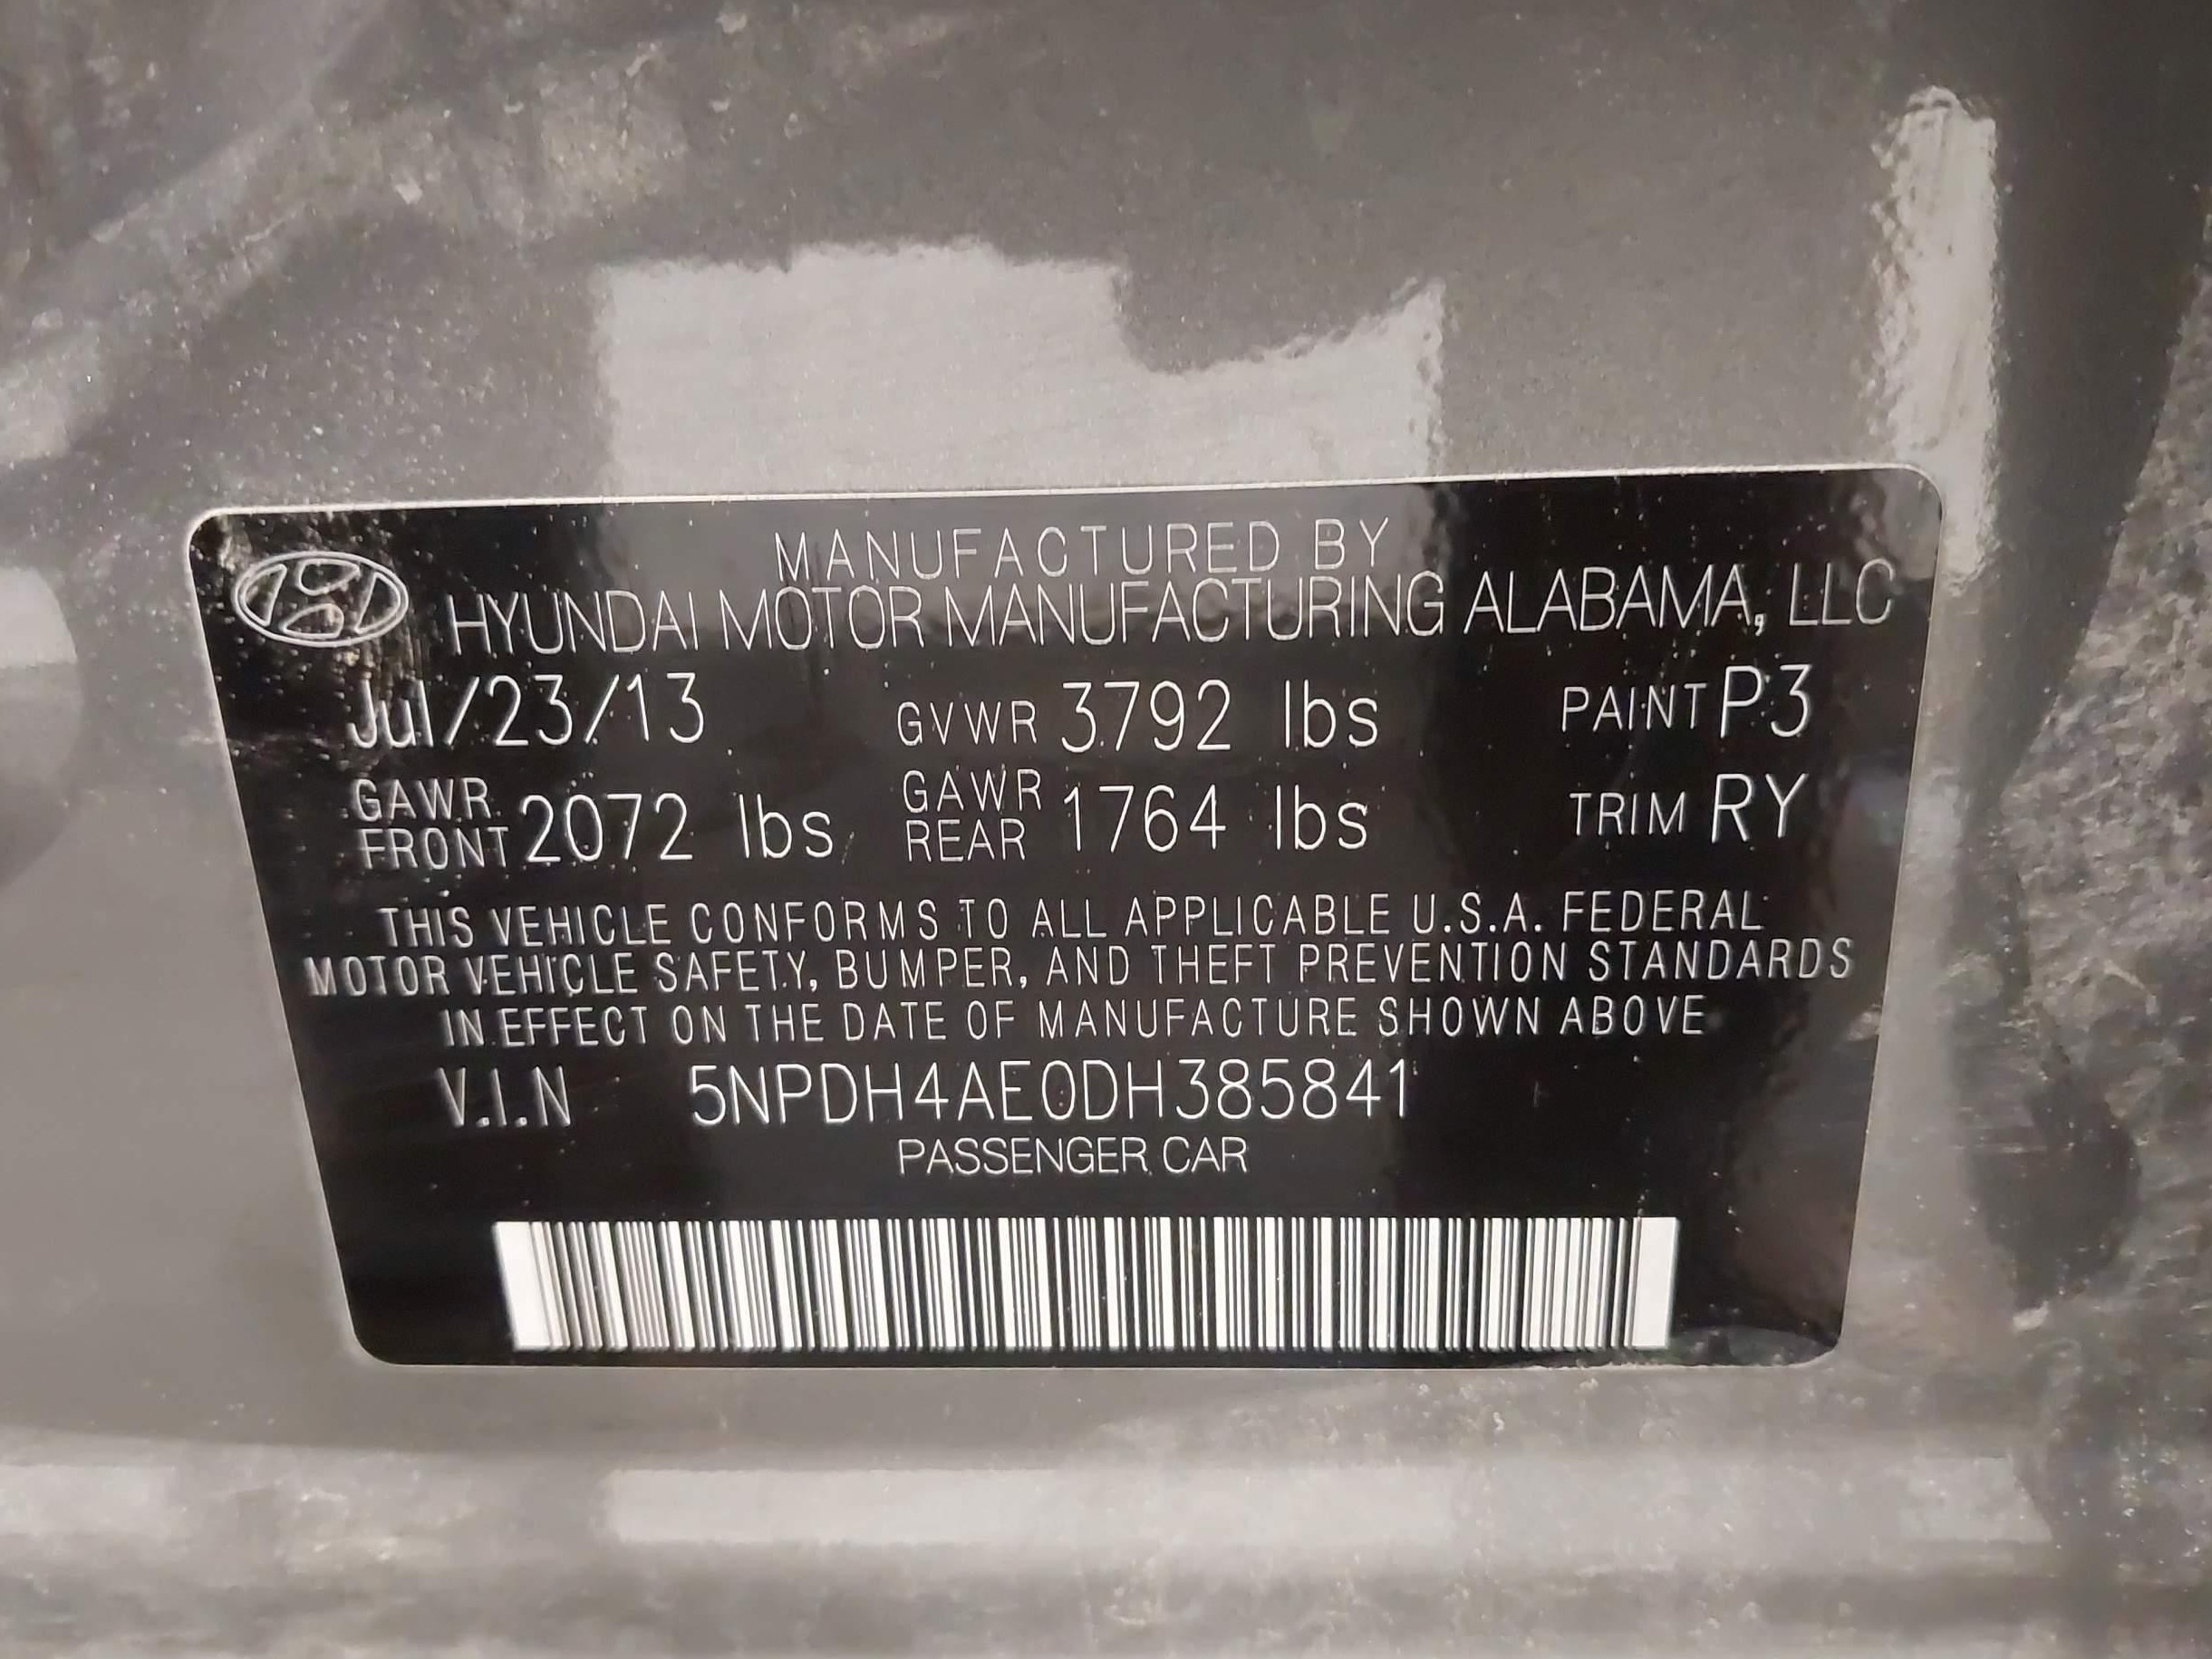 MANUFACTURED BY
HYUNDAI MOTOR MANUFACTURING ALABAMA, LLC
Jul/23/13 GVWR 3792 lbs PAINT P3
GAWR FRONT 2072 lbs GAWR REAR 1764 lbs TRIM RY
THIS VEHICLE CONFORMS TO ALL APPLICABLE U.S.A. FEDERAL
MOTOR VEHICLE SAFETY, BUMPER, AND THEFT PREVENTION STANDARDS
IN EFFECT ON THE DATE OF MANUFACTURE SHOWN ABOVE
V.I.N 5NPDH4AE0DH385841
PASSENGER CAR